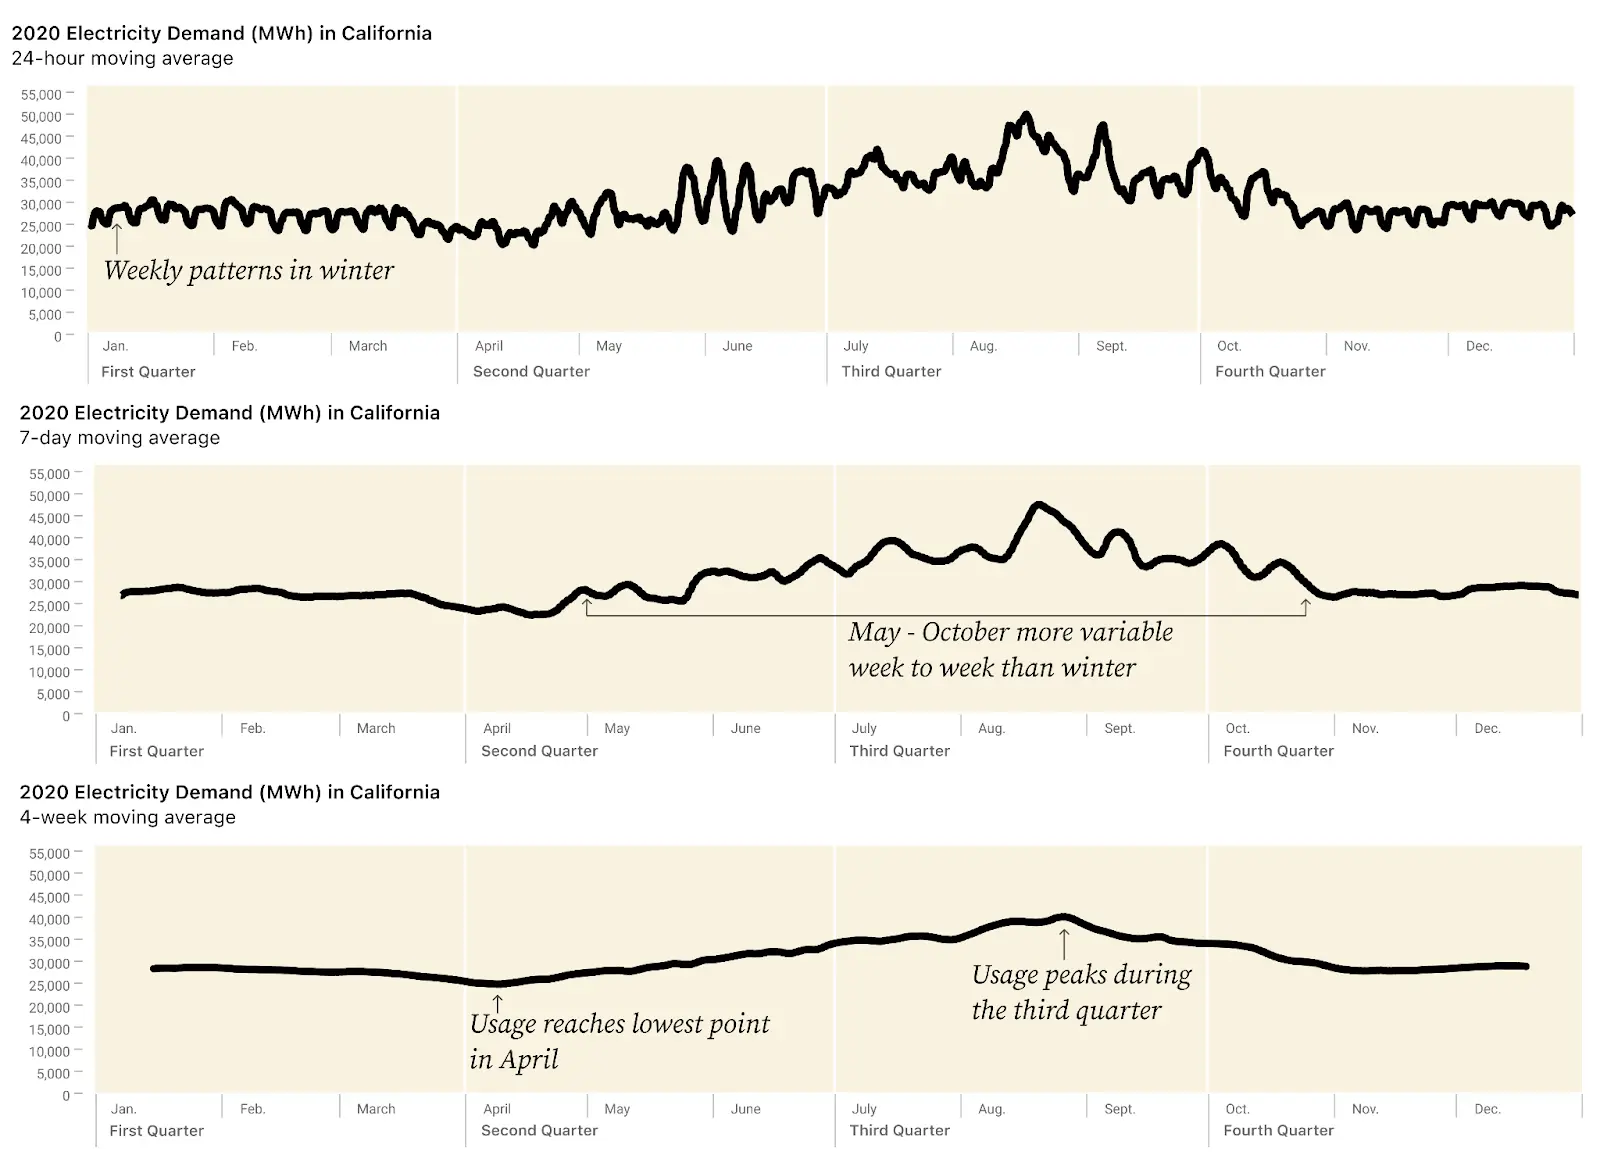 2020 Electricity Demand (MWh) in California
24-hour moving average
55,000
50,000
45,000
40,000
35,000
30,000
25,000
20,000
15,000
10,000
5,000
0
Weekly patterns in winter
Jan. Feb. March April May June July Aug. Sept. Oct. Nov. Dec.
First Quarter Second Quarter Third Quarter Fourth Quarter
2020 Electricity Demand (MWh) in California
7-day moving average
55,000
50,000
45,000
40,000
35,000
30,000
25,000
20,000
15,000
10,000
5,000
0
May - October more variable
week to week than winter
Jan. Feb. March April May June July Aug. Sept. Oct. Nov. Dec.
First Quarter Second Quarter Third Quarter Fourth Quarter
2020 Electricity Demand (MWh) in California
4-week moving average
55,000
50,000
45,000
40,000
35,000
30,000
25,000
20,000
15,000
10,000
5,000
0
Usage reaches lowest point
in April
Usage peaks during
the third quarter
Jan. Feb. March April May June July Aug. Sept. Oct. Nov. Dec.
First Quarter Second Quarter Third Quarter Fourth Quarter